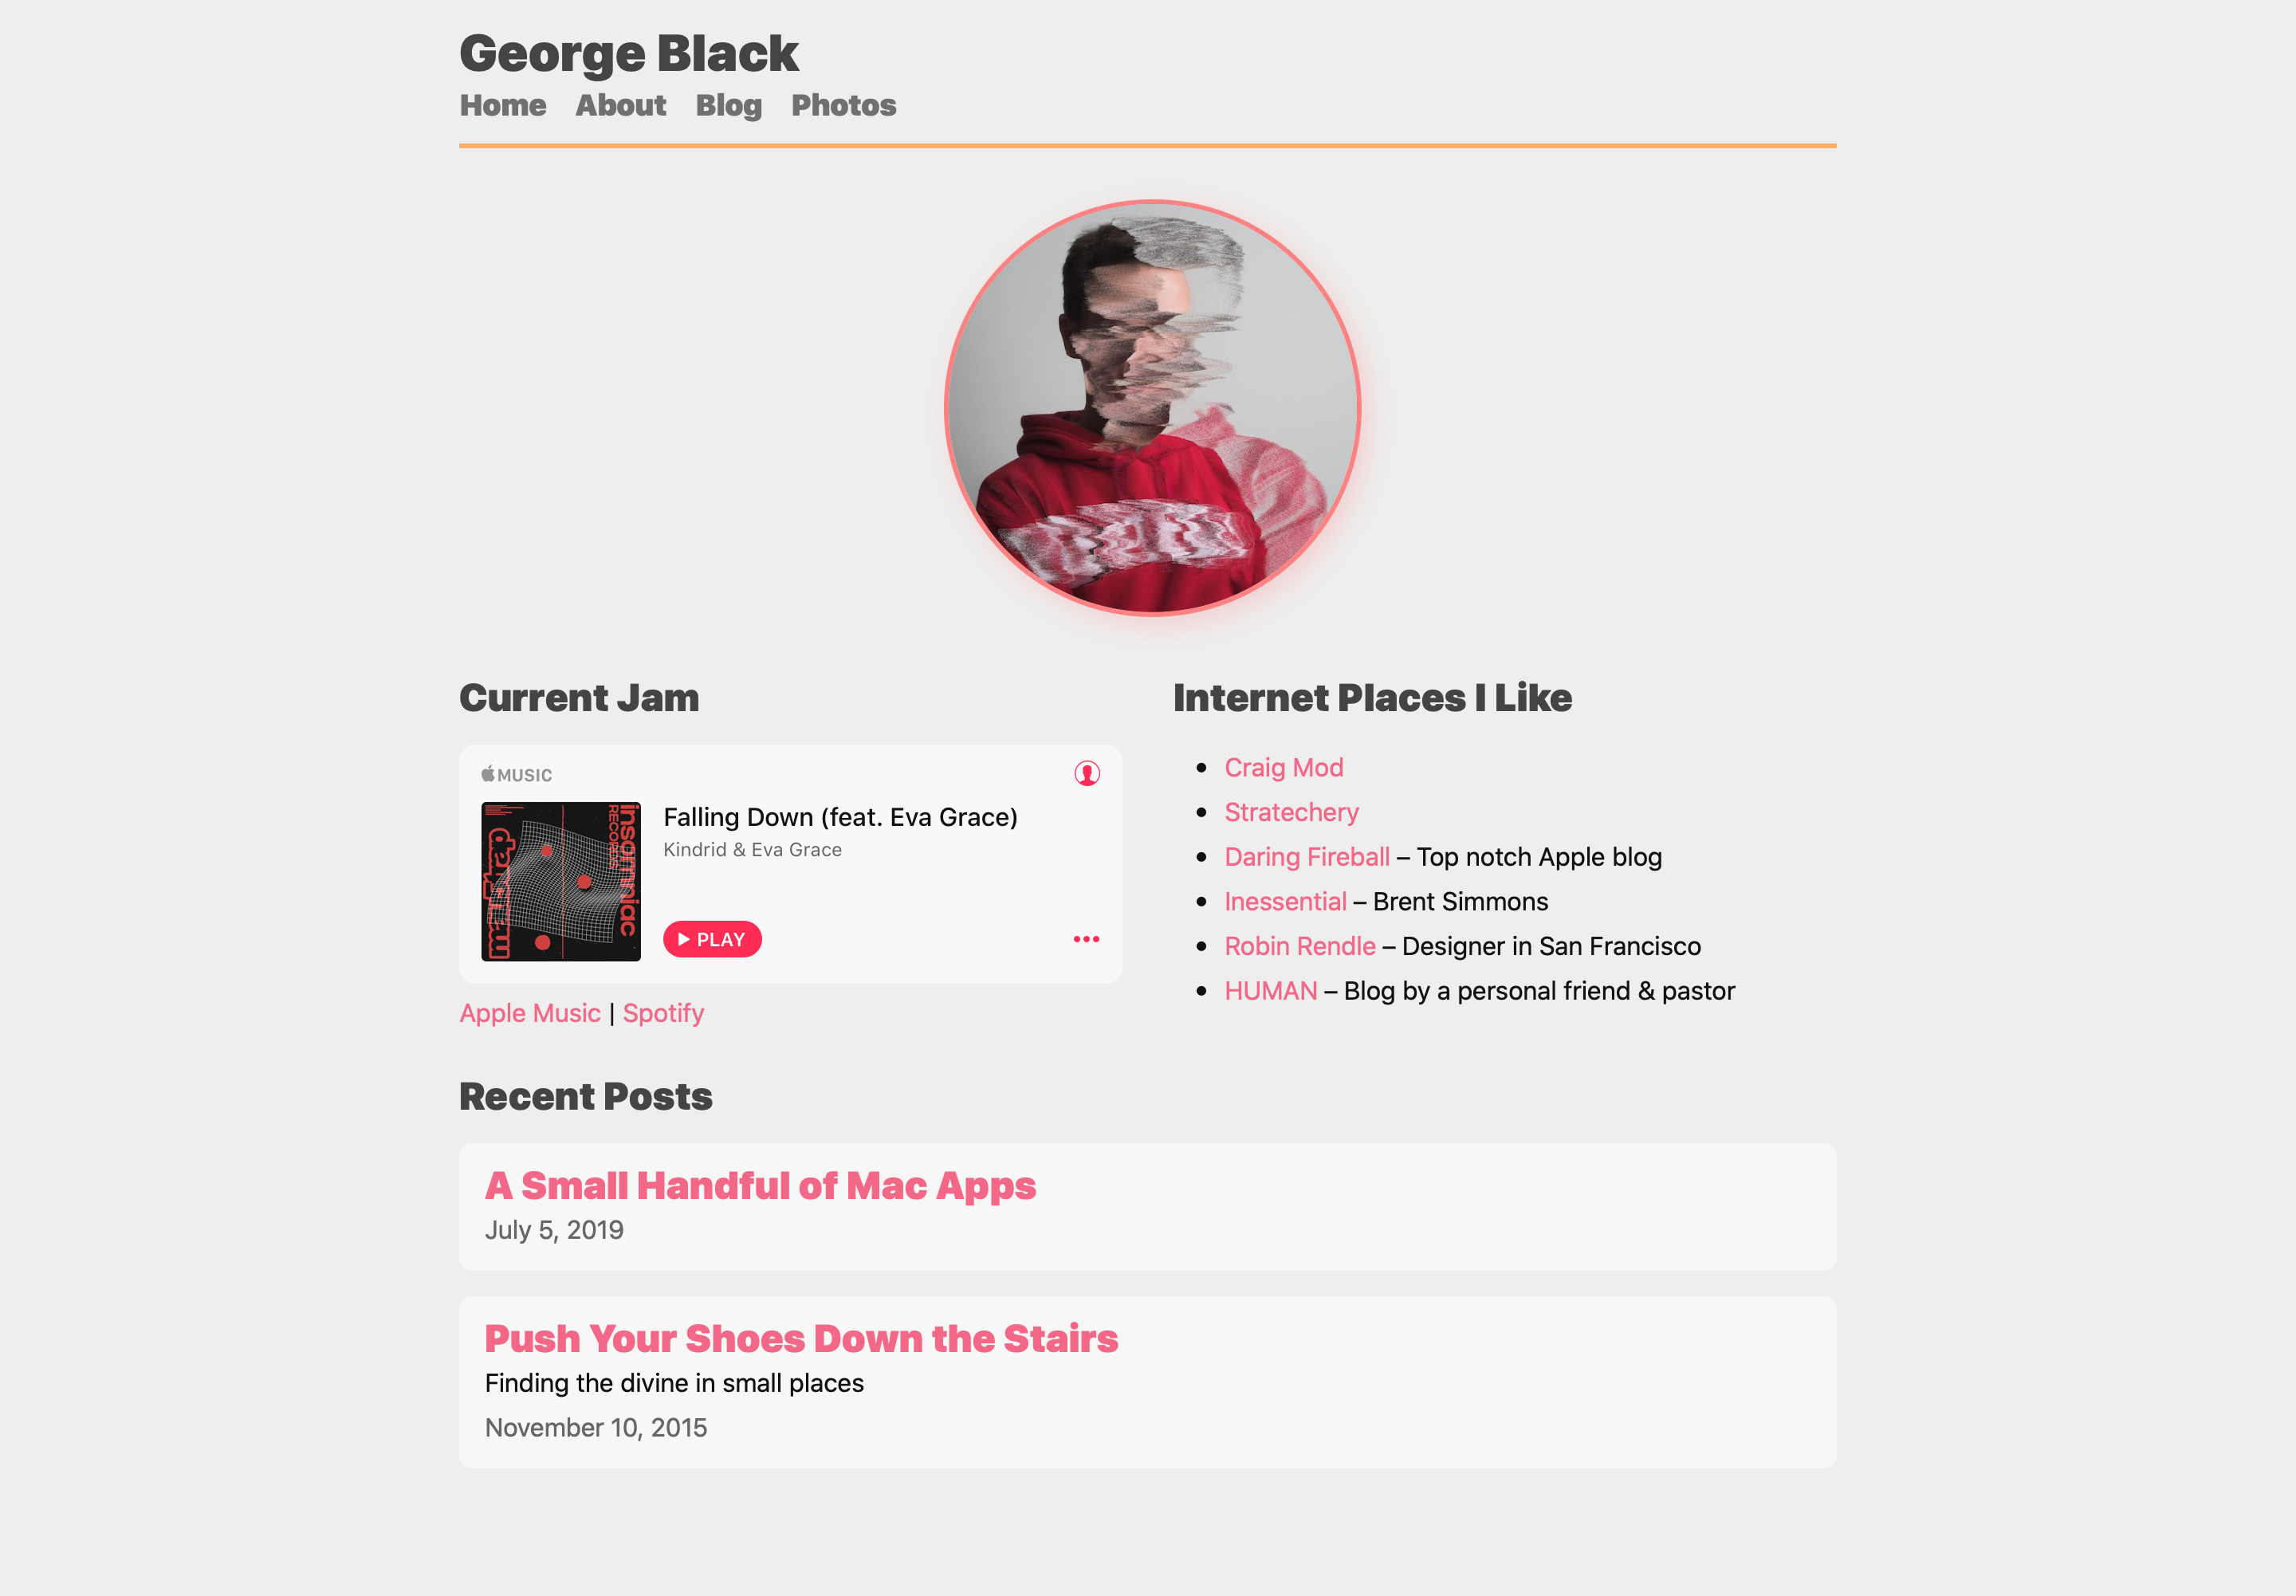 George Black
Home About Blog Photos
Current Jam
MUSIC
insomniac
RECORDS
Falling Down (feat. Eva Grace)
Kindrid & Eva Grace
PLAY
Apple Music | Spotify
Internet Places I Like
Craig Mod
Stratechery
Daring Fireball – Top notch Apple blog
Inessential – Brent Simmons
Robin Rendle – Designer in San Francisco
HUMAN – Blog by a personal friend & pastor
Recent Posts
A Small Handful of Mac Apps
July 5, 2019
Push Your Shoes Down the Stairs
Finding the divine in small places
November 10, 2015